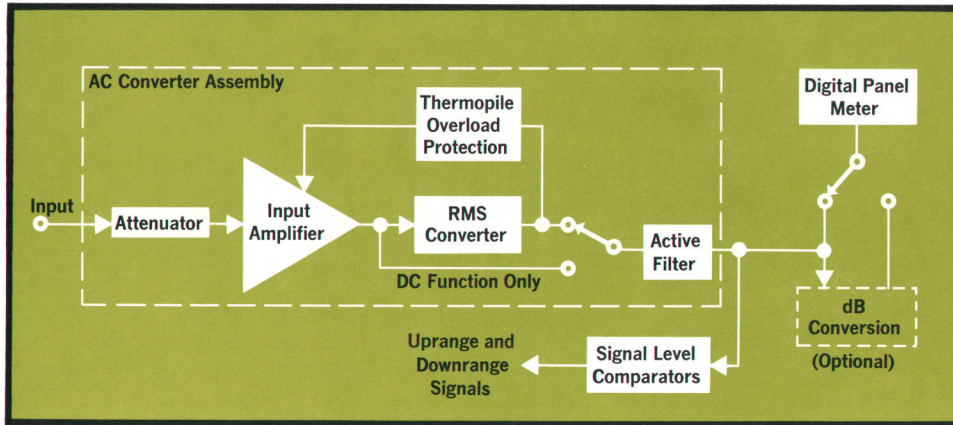 AC Converter Assembly
Thermopile
Overload
Protection
Digital Panel
Meter
Input
Attenuator
Input
Amplifier
RMS
Converter
Active
Filter
DC Function Only
dB
Conversion
(Optional)
Uprange and
Downrange
Signals
Signal Level
Comparators